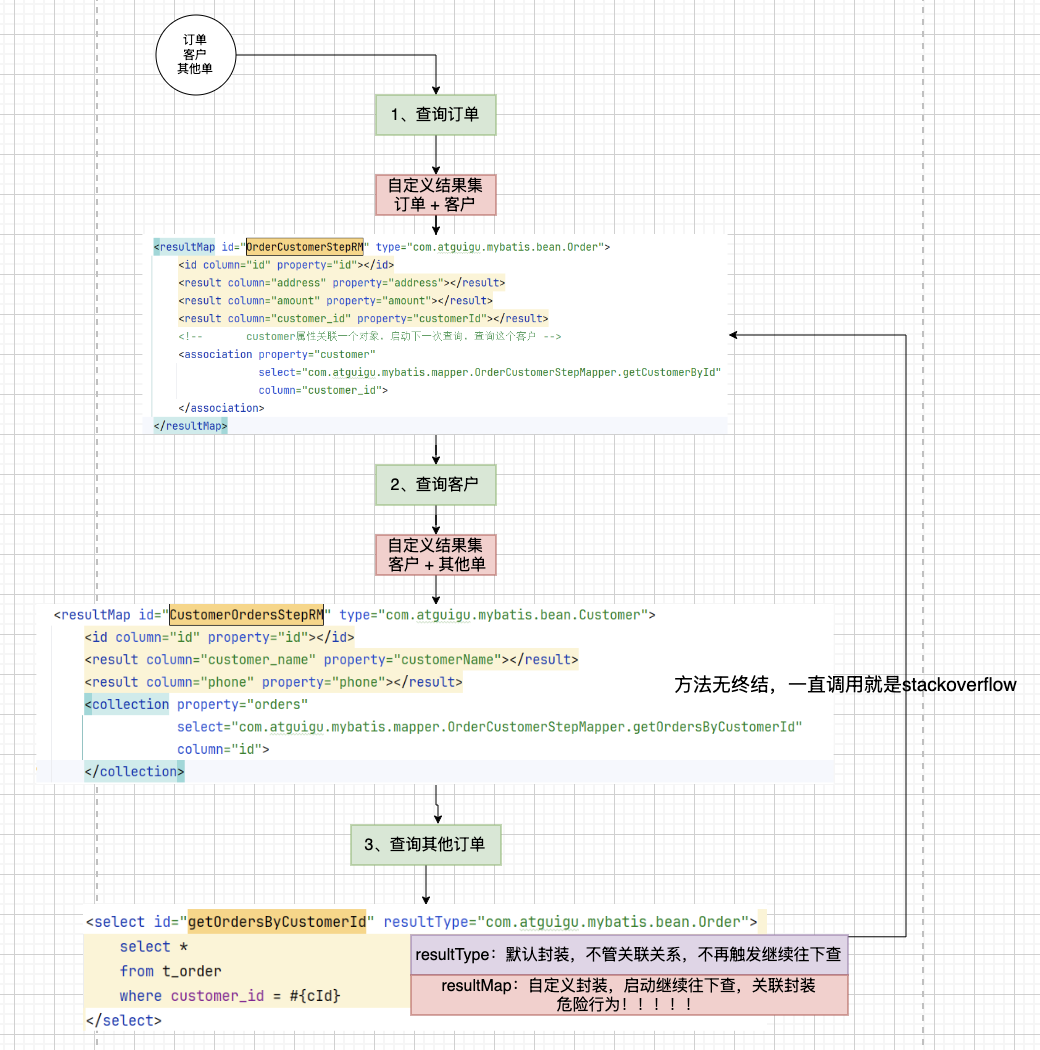 订单
客户
其他单
1、查询订单
自定义结果集
订单 + 客户
<resultMap id="OrderCustomerStepRM" type="com.atguigu.mybatis.bean.Order">
<id column="id" property="id"></id>
<result column="address" property="address"></result>
<result column="amount" property="amount"></result>
<result column="customer_id" property="customerId"></result>
<!-- customer属性关联一个对象，启动下一次查询，查询这个客户 -->
<association property="customer"
select="com.atguigu.mybatis.mapper.OrderCustomerStepMapper.getCustomerById"
column="customer_id">
</association>
</resultMap>
2、查询客户
自定义结果集
客户 + 其他单
<resultMap id="CustomerOrdersStepRM" type="com.atguigu.mybatis.bean.Customer">
<id column="id" property="id"></id>
<result column="customer_name" property="customerName"></result>
<result column="phone" property="phone"></result>
<collection property="orders"
select="com.atguigu.mybatis.mapper.OrderCustomerStepMapper.getOrdersByCustomerId"
column="id">
</collection>
方法无终结，一直调用就是stackoverflow
3、查询其他订单
<select id="getOrdersByCustomerId" resultType="com.atguigu.mybatis.bean.Order">
select *
from t_order
where customer_id = #{cId}
</select>
resultType：默认封装，不管关联关系，不再触发继续往下查
resultMap：自定义封装，启动继续往下查，关联封装
危险行为！！！！！